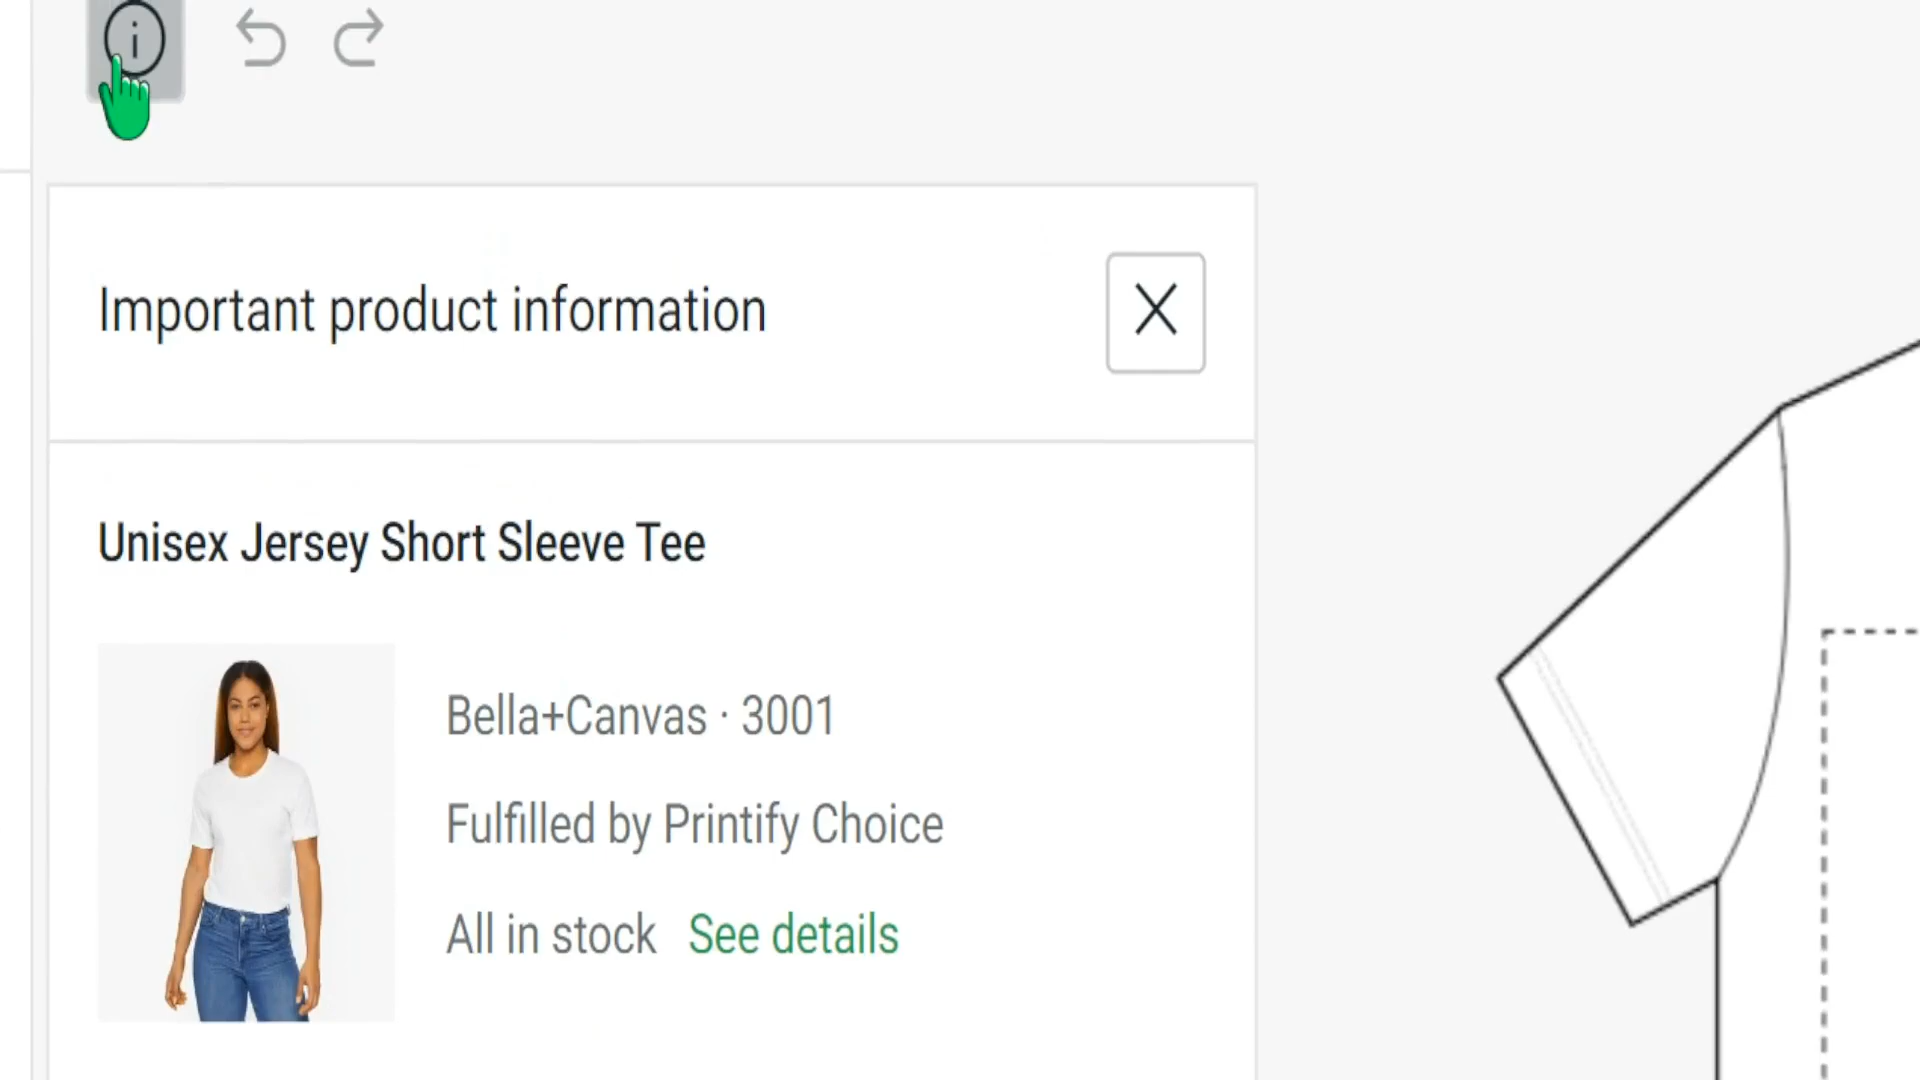 Important product information
Unisex Jersey Short Sleeve Tee
Bella+Canvas · 3001
Fulfilled by Printify Choice
All in stock See details